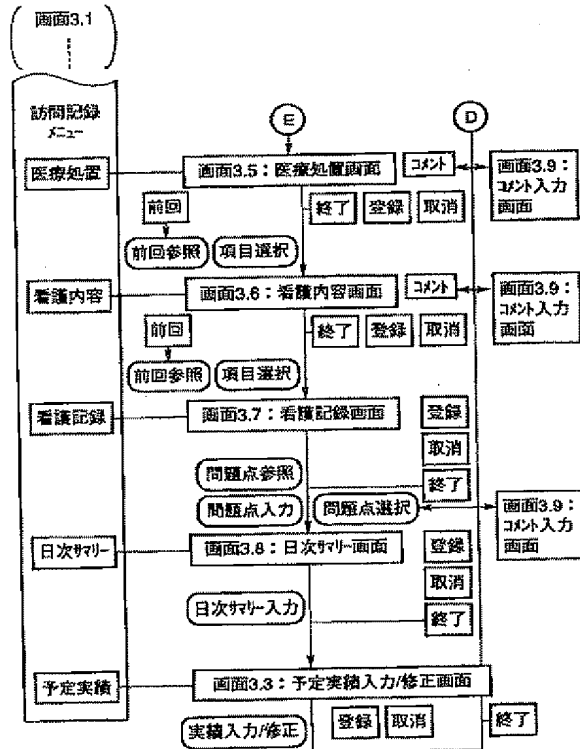 画面3.1
訪問記録
メニュー
E
D
医療処置
画面3.5：医療処置画面
コメント
画面3.9：
コメント入力
画面
前回
終了
登録
取消
前回参照
項目選択
看護内容
画面3.6：看護内容画面
コメント
画面3.9：
コメント入力
画面
前回
終了
登録
取消
前回参照
項目選択
看護記録
画面3.7：看護記録画面
登録
取消
問題点参照
終了
問題点入力
問題点選択
画面3.9：
コメント入力
画面
日次サマリー
画面3.8：日次サマリー画面
登録
取消
日次サマリー入力
終了
予定実績
画面3.3：予定実績入力/修正画面
実績入力/修正
登録
取消
終了